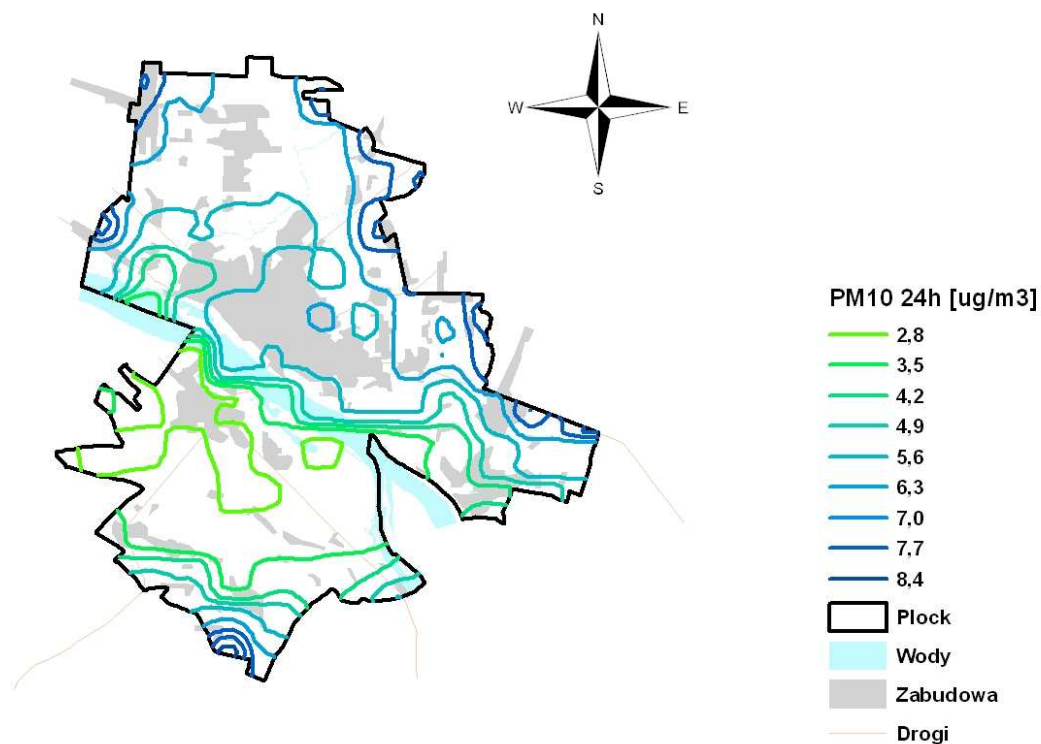 N
W E
S
PM10 24h [ug/m3]
2,8
3,5
4,2
4,9
5,6
6,3
7,0
7,7
8,4
Plock
Wody
Zabudowa
Drogi